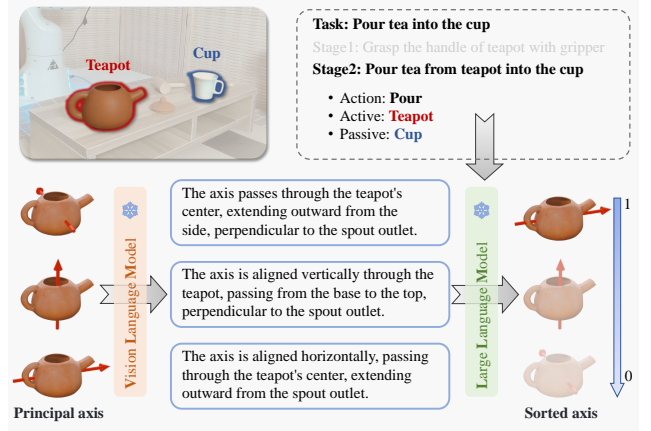 Task: Pour tea into the cup
Stage1: Grasp the handle of teapot with gripper
Stage2: Pour tea from teapot into the cup
• Action: Pour
• Active: Teapot
• Passive: Cup
Teapot
Cup
The axis passes through the teapot's
center, extending outward from the
side, perpendicular to the spout outlet.
The axis is aligned vertically through the
teapot, passing from the base to the top,
perpendicular to the spout outlet.
The axis is aligned horizontally, passing
through the teapot's center, extending
outward from the spout outlet.
Vision Language Model
Large Language Model
1
0
Principal axis
Sorted axis